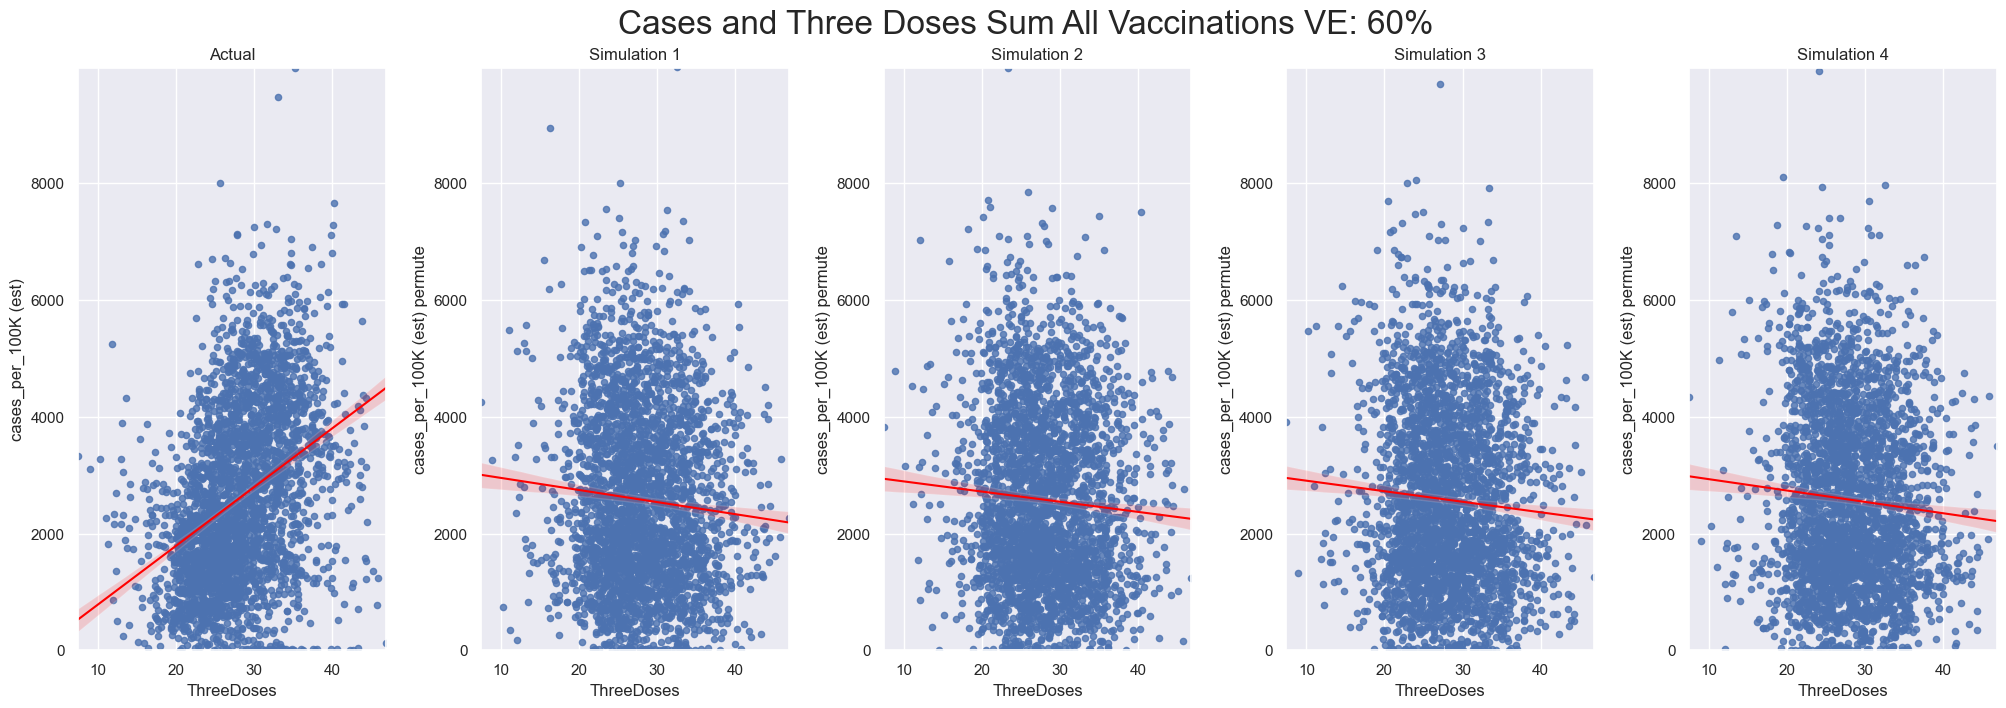 Cases and Three Doses Sum All Vaccinations VE: 60%
Actual
Simulation 1
Simulation 2
Simulation 3
Simulation 4
cases_per_100K (est)
8000
6000
4000
2000
0
10 20 30 40
ThreeDoses
cases_per_100K (est) permute
8000
6000
4000
2000
0
10 20 30 40
ThreeDoses
cases_per_100K (est) permute
8000
6000
4000
2000
0
10 20 30 40
ThreeDoses
cases_per_100K (est) permute
8000
6000
4000
2000
0
10 20 30 40
ThreeDoses
cases_per_100K (est) permute
8000
6000
4000
2000
0
10 20 30 40
ThreeDoses